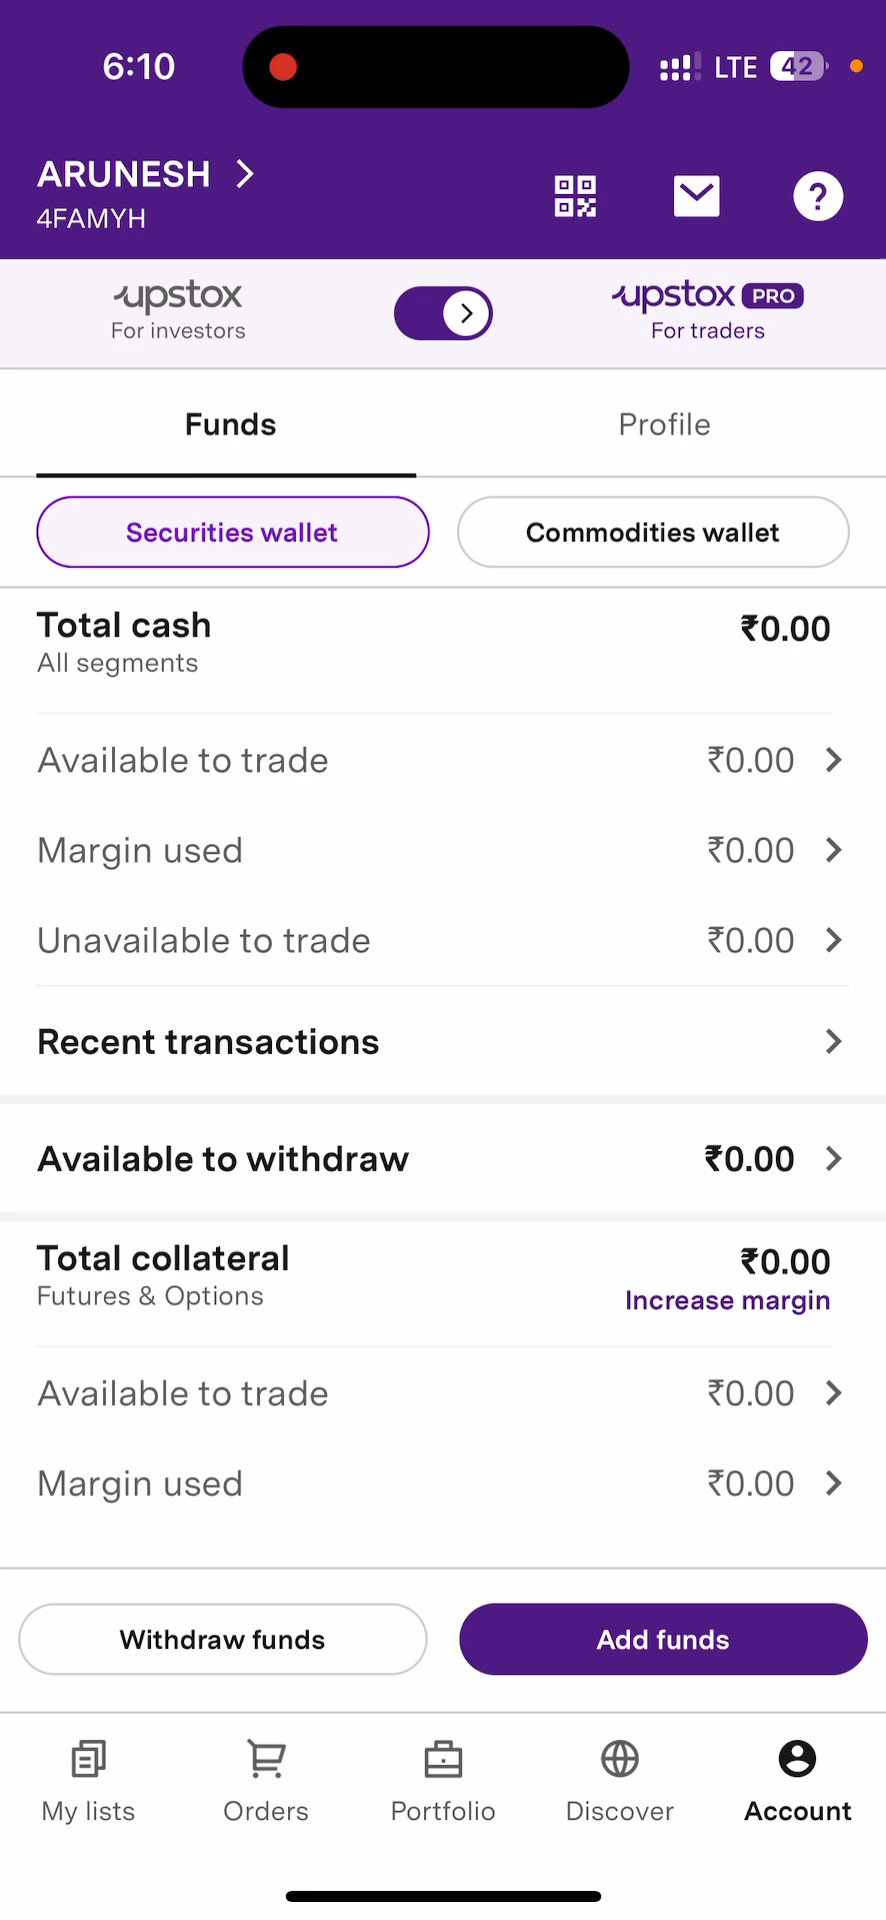 6:10 LTE 42
ARUNESH
4FAMYH
?
upstox upstox PRO
For investors For traders
Funds Profile
Securities wallet Commodities wallet
Total cash ₹0.00
All segments
Available to trade ₹0.00
Margin used ₹0.00
Unavailable to trade ₹0.00
Recent transactions
Available to withdraw ₹0.00
Total collateral ₹0.00
Futures & Options Increase margin
Available to trade ₹0.00
Margin used ₹0.00
Withdraw funds Add funds
My lists Orders Portfolio Discover Account